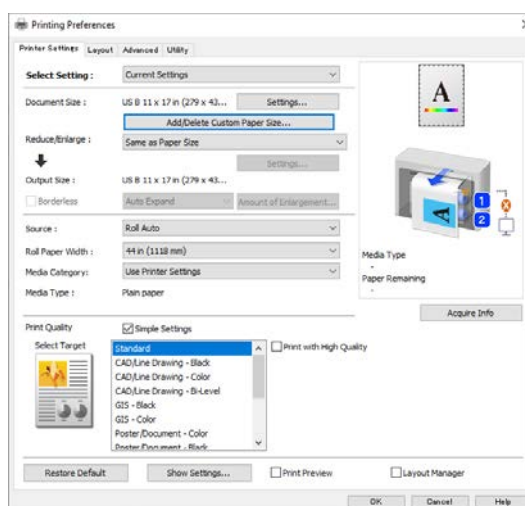 Printing Preferences
Printer Settings Layout Advanced Utility
Select Setting : Current Settings
Document Size : US B 11 x 17 in (279 x 43... Settings...
Add/Delete Custom Paper Size...
Reduce/Enlarge : Same as Paper Size
Settings...
Output Size : US B 11 x 17 in (279 x 43...
Borderless Auto Expand Amount of Enlargement...
Source : Roll Auto
Roll Paper Width : 44 in (1118 mm)
Media Category: Use Printer Settings
Media Type : Plain paper
A
1
2
Media Type
-
Paper Remaining
-
Acquire Info
Print Quality Simple Settings
Select Target
Standard
Print with High Quality
CAD/Line Drawing - Black
CAD/Line Drawing - Color
CAD/Line Drawing - Bi-Level
GIS - Black
GIS - Color
Poster/Document - Color
Poster/Document - Black
Restore Default Show Settings... Print Preview Layout Manager
OK Cancel Help